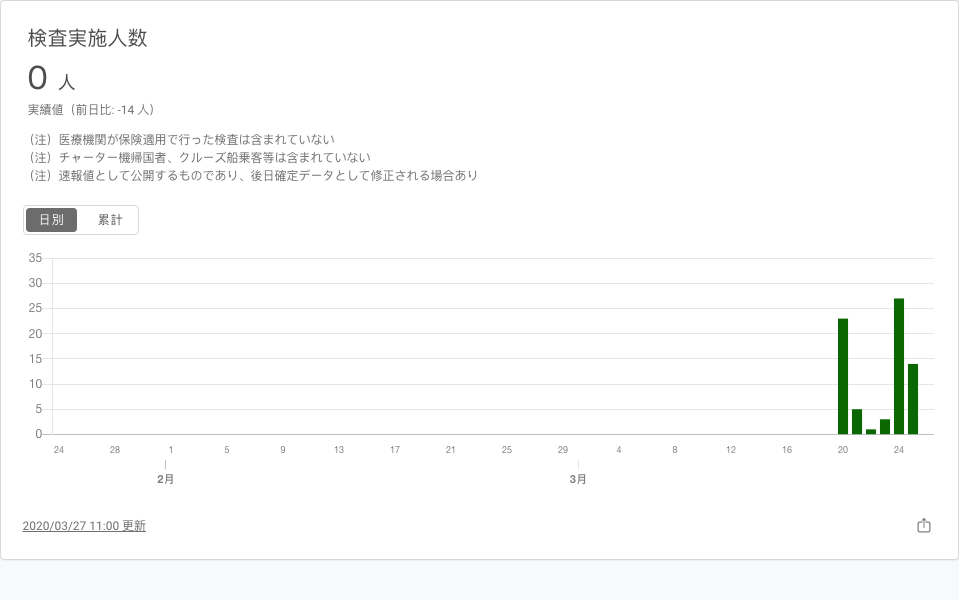 検査実施人数
0 人
実績値（前日比: -14 人）
（注）医療機関が保険適用で行った検査は含まれていない
（注）チャーター機帰国者、クルーズ船乗客等は含まれていない
（注）速報値として公開するものであり、後日確定データとして修正される場合あり
日別 累計
35
30
25
20
15
10
5
0
24 28 1 5 9 13 17 21 25 29 4 8 12 16 20 24
2月 3月
2020/03/27 11:00 更新